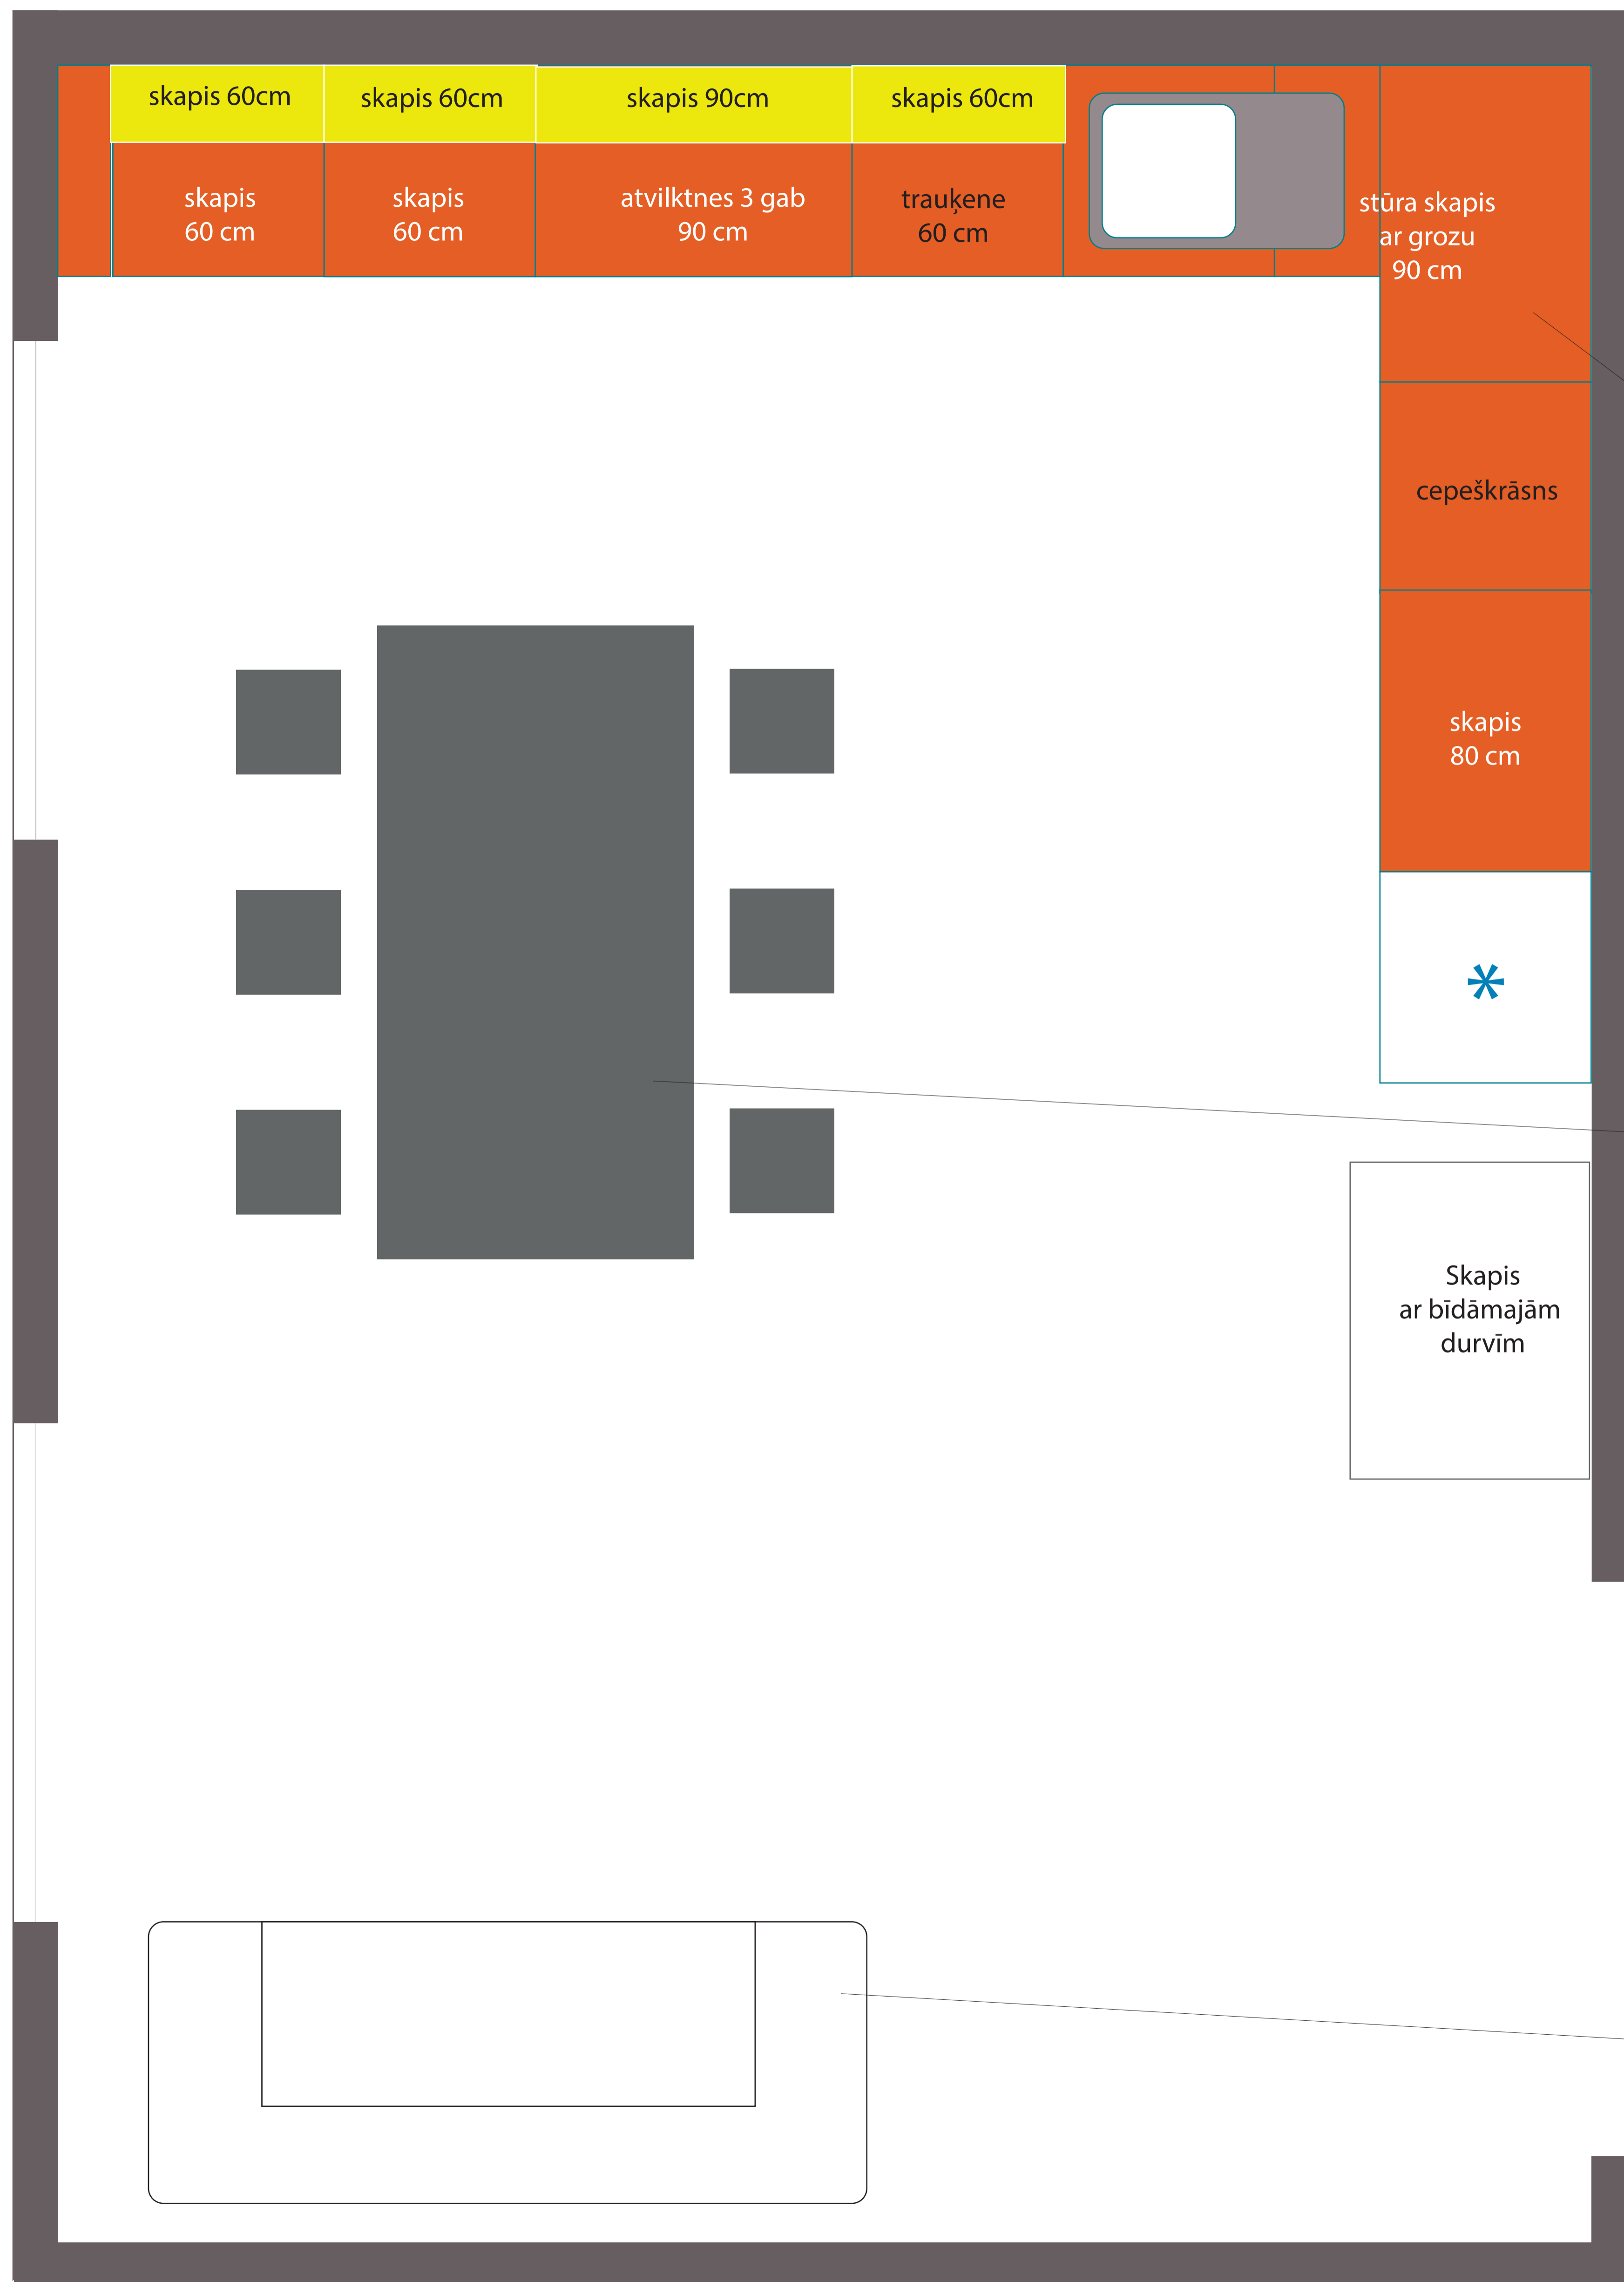 skapis 60cm
skapis 60cm
skapis 90cm
skapis 60cm
skapis
60 cm
skapis
60 cm
atvilktnes 3 gab
90 cm
trauķene
60 cm
stūra skapis
ar grozu
90 cm
cepeškrāsns
skapis
80 cm
*
Skapis
ar bīdāmajām
durvīm